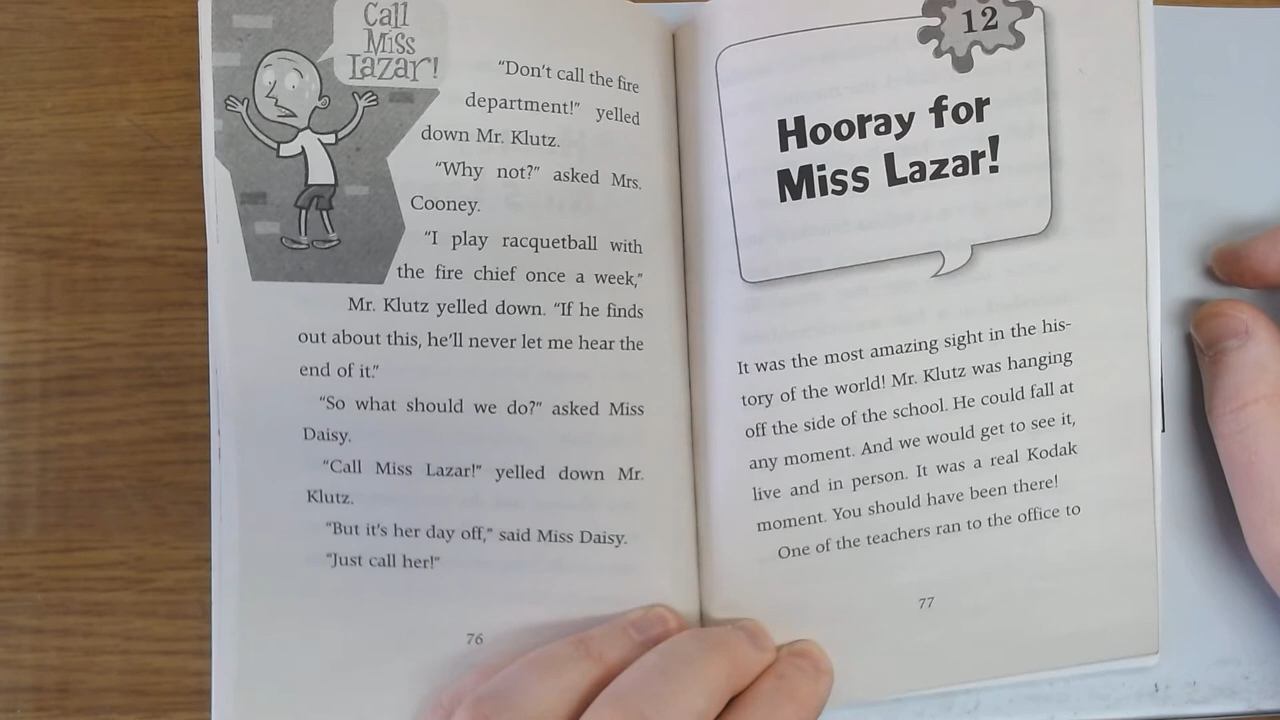 Call
Miss
Lazar!
“Don’t call the fire
department!” yelled
down Mr. Klutz.
“Why not?” asked Mrs.
Cooney.
“I play racquetball with
the fire chief once a week,”
Mr. Klutz yelled down. “If he finds
out about this, he’ll never let me hear the
end of it.”
“So what should we do?” asked Miss
Daisy.
“Call Miss Lazar!” yelled down Mr.
Klutz.
“But it’s her day off,” said Miss Daisy.
“Just call her!”
76
12
Hooray for
Miss Lazar!
It was the most amazing sight in the his-
tory of the world! Mr. Klutz was hanging
off the side of the school. He could fall at
any moment. And we would get to see it,
live and in person. It was a real Kodak
moment. You should have been there!
One of the teachers ran to the office to
77